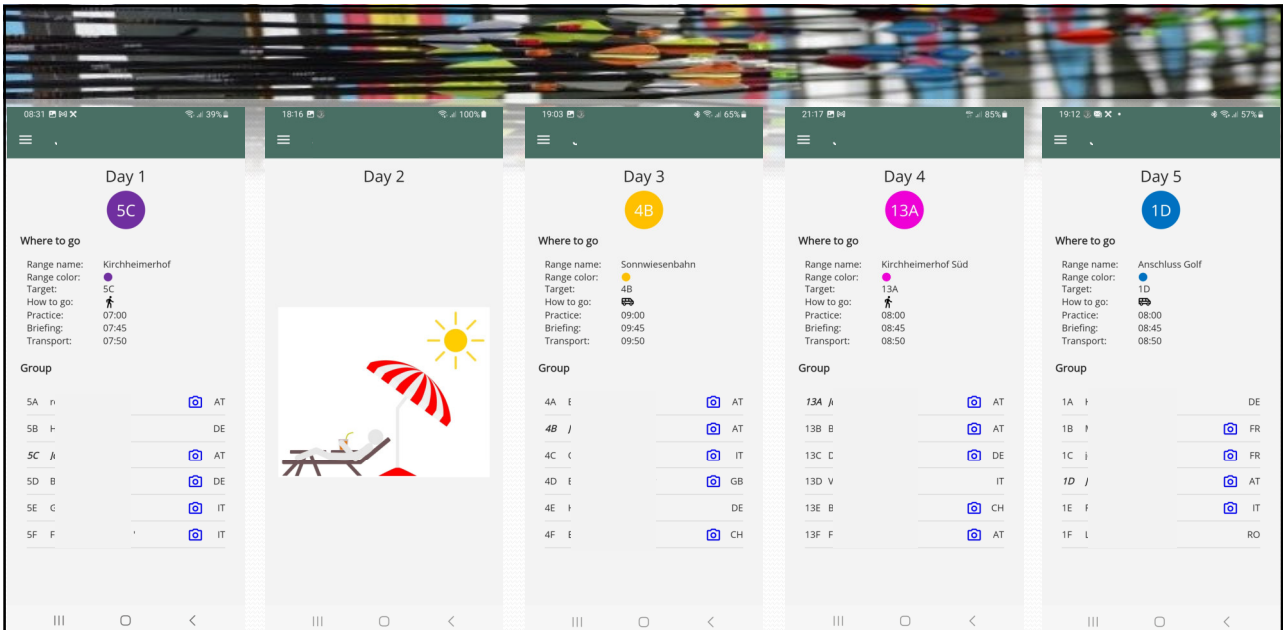 08:31 39%
Day 1
5C
Where to go
Range name: Kirchheimerhof
Range color:
Target: 5C
How to go:
Practice: 07:00
Briefing: 07:45
Transport: 07:50
Group
5A AT
5B H DE
5C AT
5D B DE
5E G IT
5F F IT
18:16 100%
Day 2
19:03 65%
Day 3
4B
Where to go
Range name: Sonnwiesenbahn
Range color:
Target: 4B
How to go:
Practice: 09:00
Briefing: 09:45
Transport: 09:50
Group
4A AT
4B AT
4C IT
4D GB
4E DE
4F CH
21:17 85%
Day 4
13A
Where to go
Range name: Kirchheimerhof Süd
Range color:
Target: 13A
How to go:
Practice: 08:00
Briefing: 08:45
Transport: 08:50
Group
13A AT
13B B AT
13C DE
13D V IT
13E B CH
13F F AT
19:12 57%
Day 5
1D
Where to go
Range name: Anschluss Golf
Range color:
Target: 1D
How to go:
Practice: 08:00
Briefing: 08:45
Transport: 08:50
Group
1A DE
1B FR
1C FR
1D AT
1E IT
1F RO